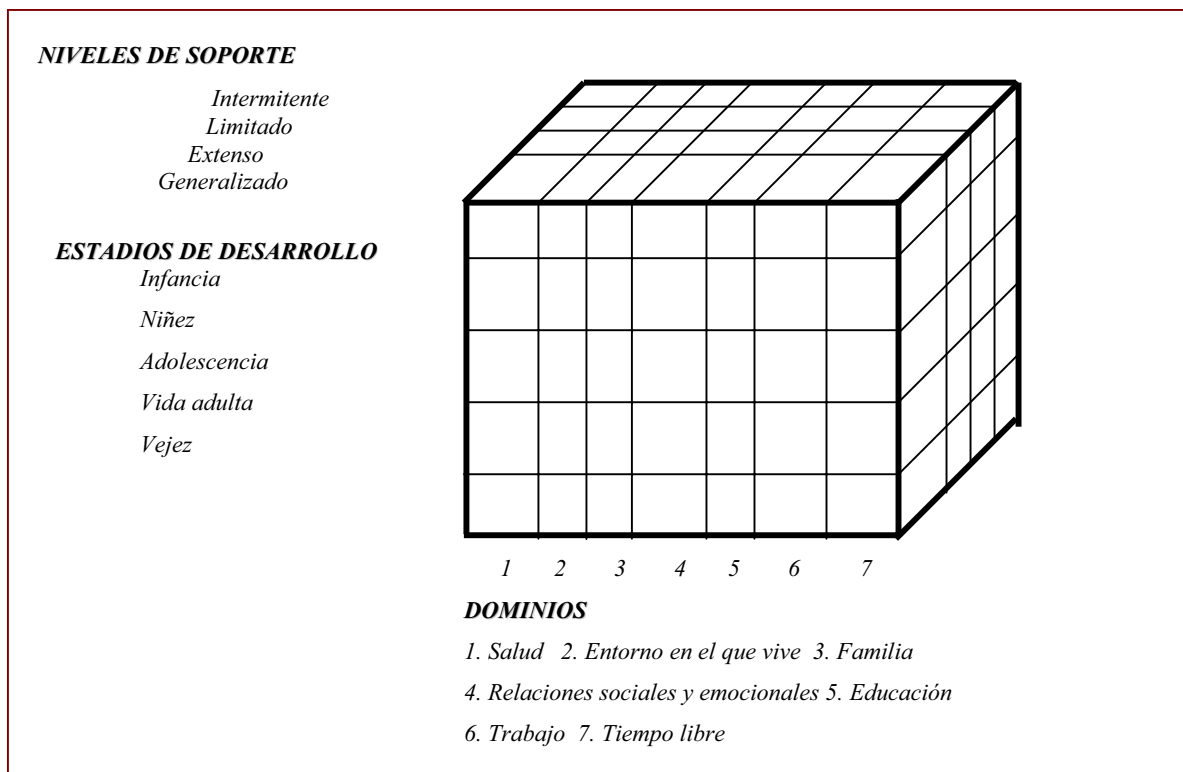 NIVELES DE SOPORTE
Intermitente
Limitado
Extenso
Generalizado
ESTADIOS DE DESARROLLO
Infancia
Niñez
Adolescencia
Vida adulta
Vejez
1 2 3 4 5 6 7
DOMINIOS
1. Salud 2. Entorno en el que vive 3. Familia
4. Relaciones sociales y emocionales 5. Educación
6. Trabajo 7. Tiempo libre